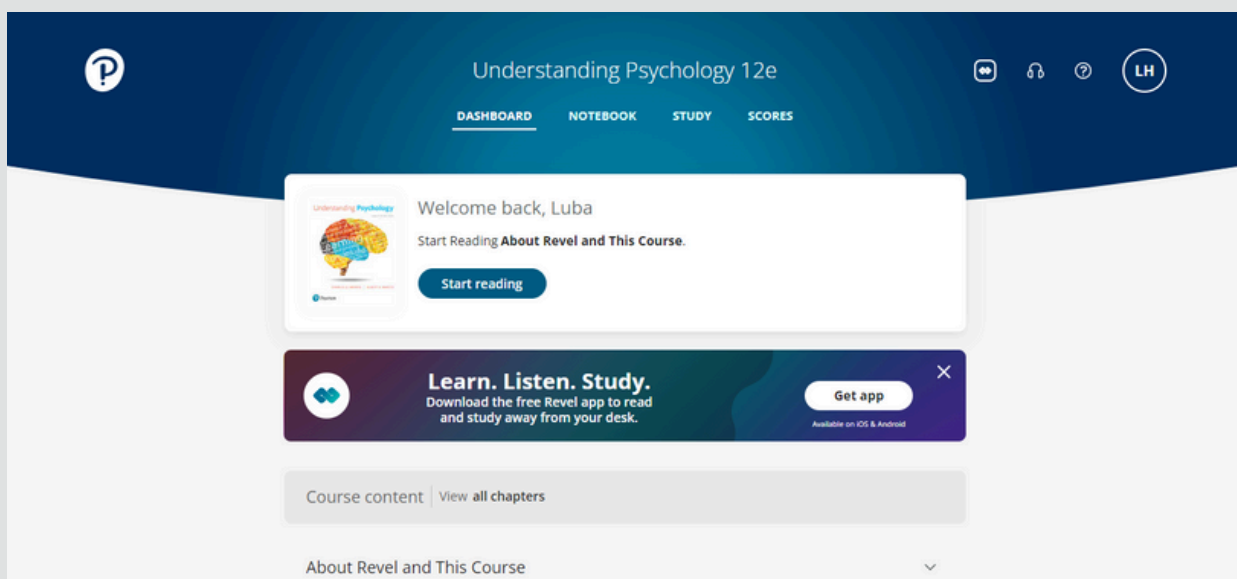 Understanding Psychology 12e
LH
DASHBOARD NOTEBOOK STUDY SCORES
Understanding Psychology
Welcome back, Luba
Start Reading About Revel and This Course.
Start reading
Pearson
Learn. Listen. Study.
Download the free Revel app to read
and study away from your desk.
Get app
Available on iOS & Android
Course content View all chapters
About Revel and This Course